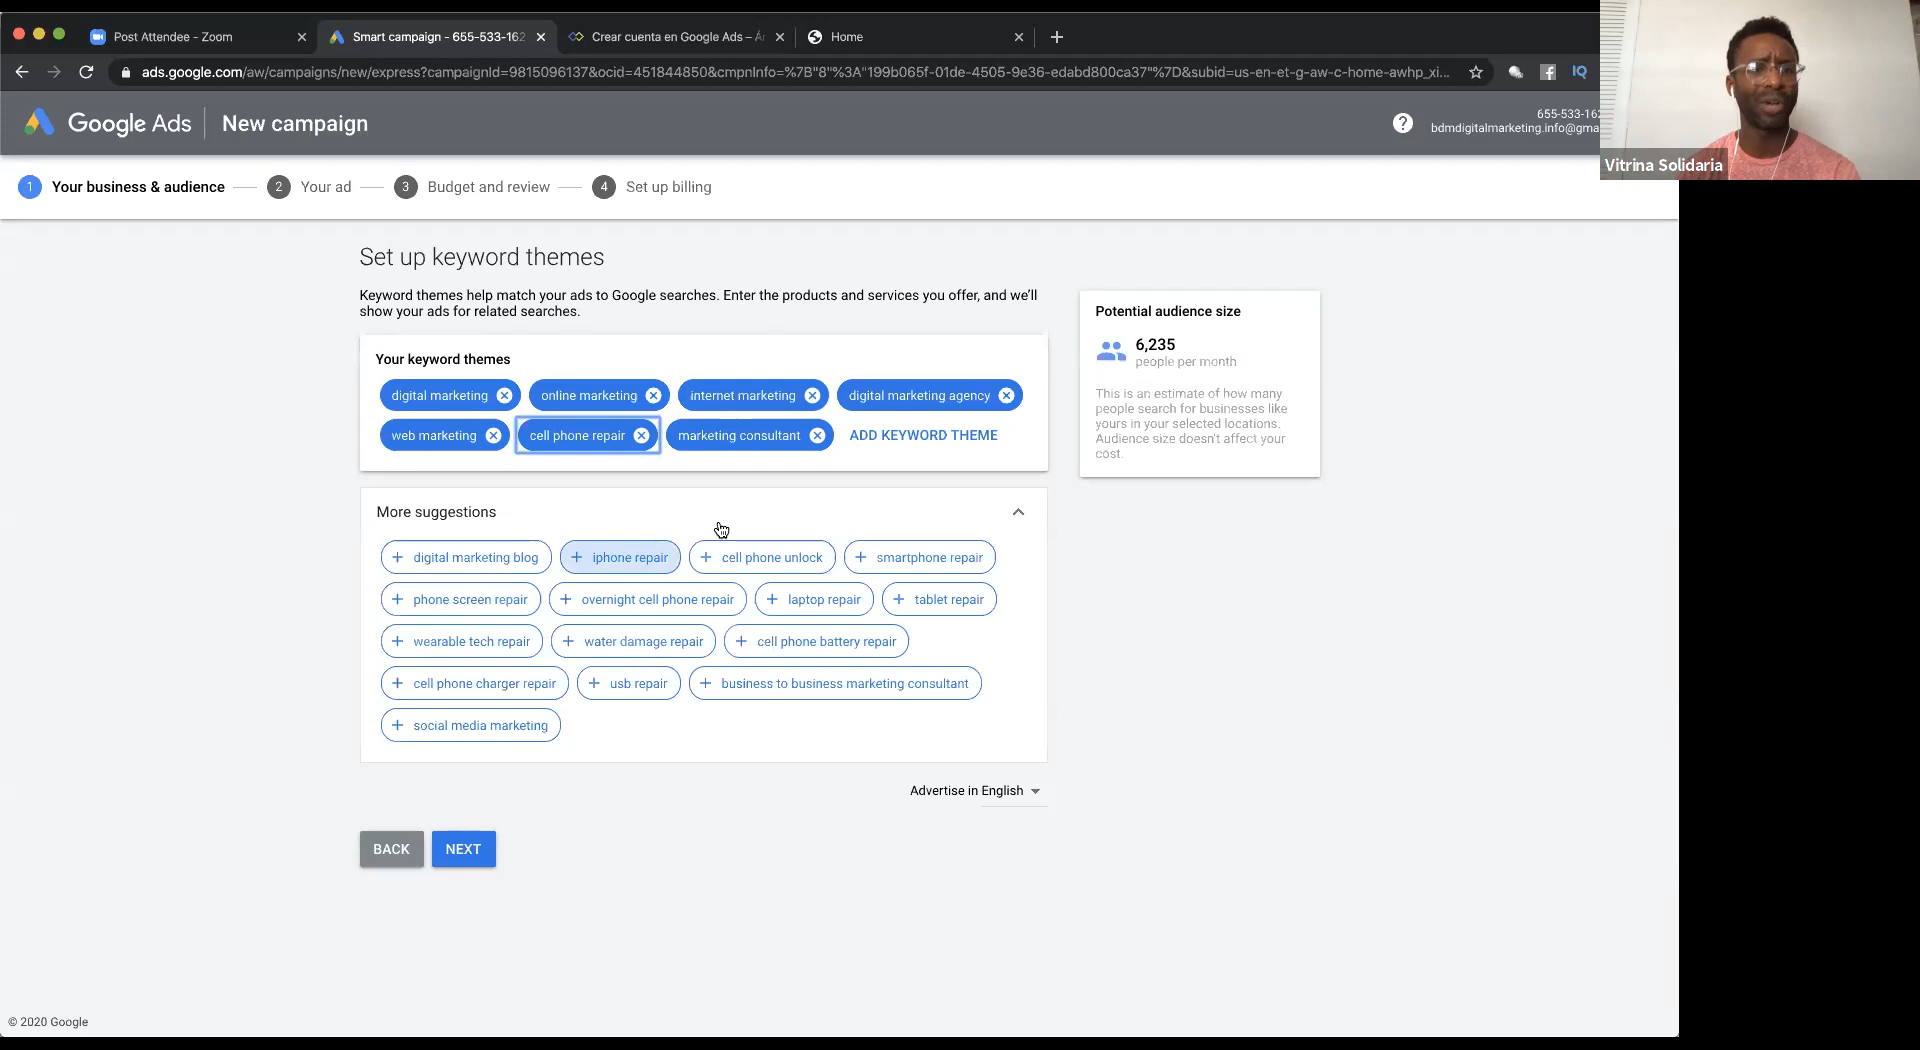 Post Attendee - Zoom
Smart campaign - 655-533-162
Crear cuenta en Google Ads – Á
Home
ads.google.com/aw/campaigns/new/express?campaignId=9815096137&ocid=451844850&cmpnInfo=%7B"8"%3A"199b065f-01de-4505-9e36-edabd800ca37"%7D&subid=us-en-et-g-aw-c-home-awhp_xi...
IQ
Google Ads
New campaign
?
655-533-162
bdmdigitalmarketing.info@gma
Vitrina Solidaria
1 Your business & audience
2 Your ad
3 Budget and review
4 Set up billing
Set up keyword themes
Keyword themes help match your ads to Google searches. Enter the products and services you offer, and we'll
show your ads for related searches.
Your keyword themes
digital marketing
online marketing
internet marketing
digital marketing agency
web marketing
cell phone repair
marketing consultant
ADD KEYWORD THEME
Potential audience size
6,235
people per month
This is an estimate of how many
people search for businesses like
yours in your selected locations.
Audience size doesn't affect your
cost.
More suggestions
+ digital marketing blog
+ iphone repair
+ cell phone unlock
+ smartphone repair
+ phone screen repair
+ overnight cell phone repair
+ laptop repair
+ tablet repair
+ wearable tech repair
+ water damage repair
+ cell phone battery repair
+ cell phone charger repair
+ usb repair
+ business to business marketing consultant
+ social media marketing
Advertise in English
BACK
NEXT
© 2020 Google